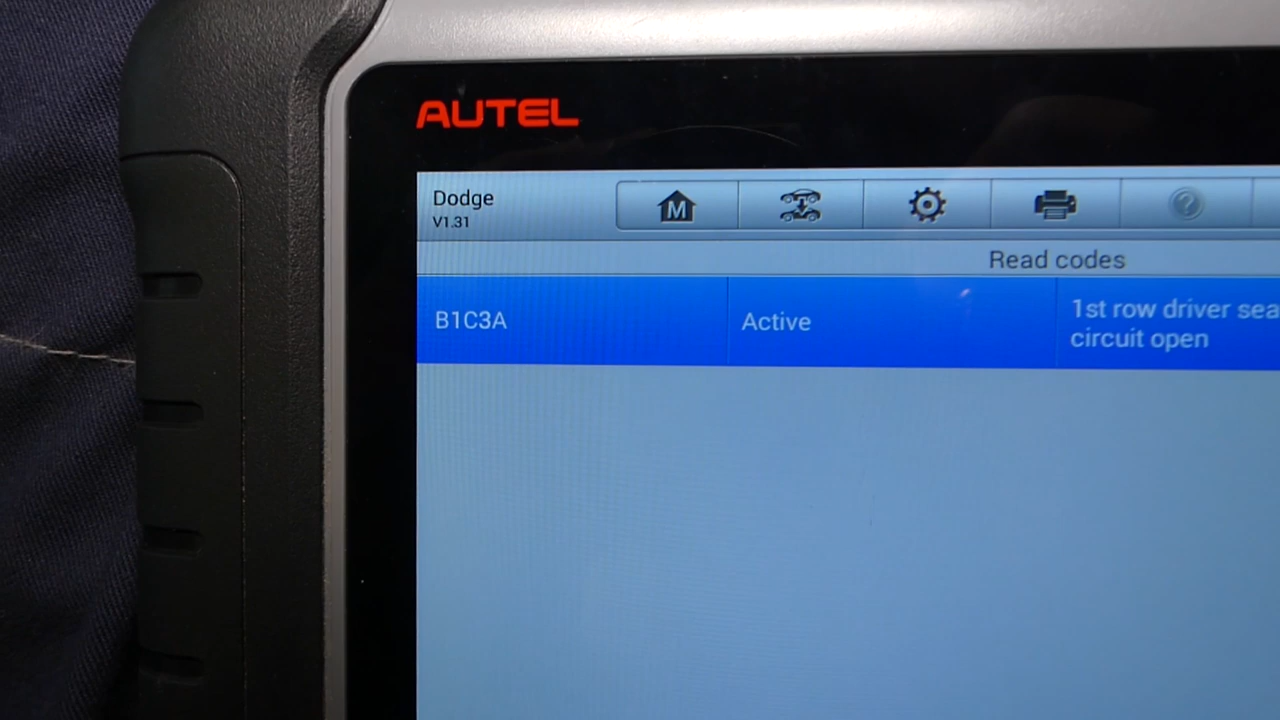 AUTEL
Dodge
V1.31
M
?
Read codes
B1C3A
Active
1st row driver sea
circuit open